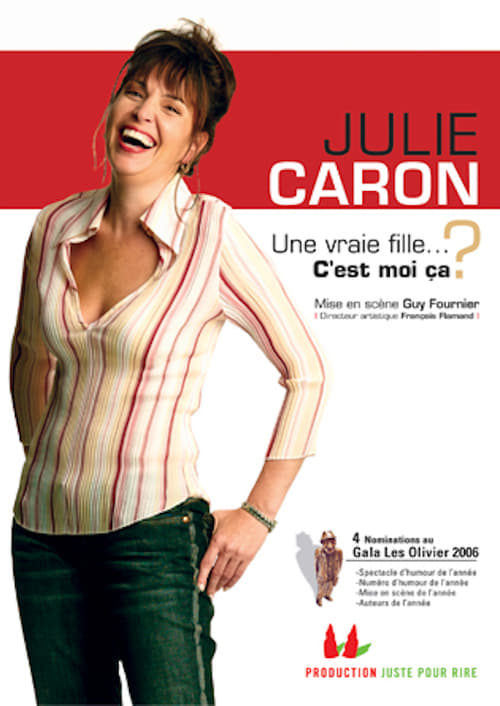 JULIE
CARON
Une vraie fille...
C'est moi ça ?
Mise en scène Guy Fournier
| Directeur artistique François Flamand |
4 Nominations au
Gala Les Olivier 2006
-Spectacle d'humour de l'année
-Numéro d'humour de l'année
-Mise en scène de l'année
-Auteurs de l'année
PRODUCTION JUSTE POUR RIRE